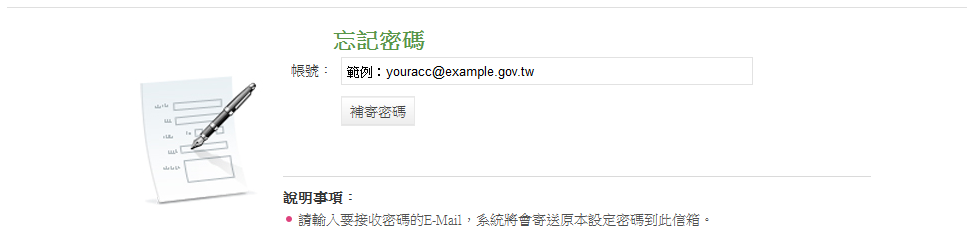 忘記密碼
帳號： 範例：youracc@example.gov.tw
補寄密碼
說明事項：
請輸入要接收密碼的E-Mail，系統將會寄送原本設定密碼到此信箱。